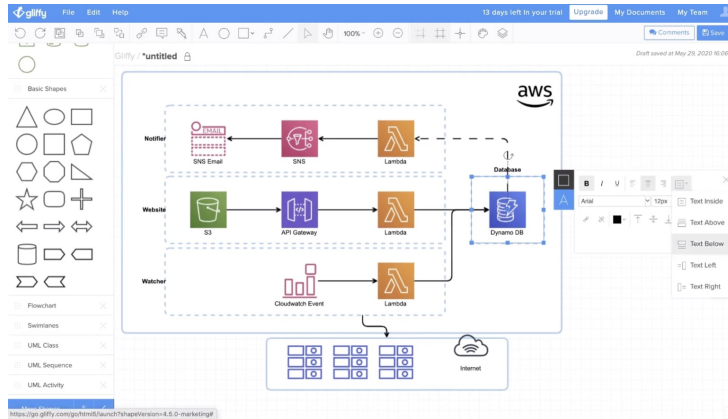 gliffy File Edit Help 13 days left in your trial Upgrade My Documents My Team
100%
Comments Save
Gliffy / *untitled
Draft saved at May 29, 2020 16:06
Basic Shapes
Flowchart
Swimlanes
UML Class
UML Sequence
UML Activity
aws
Notifier
EMAIL
SNS Email
SNS
Lambda
Database
Website
S3
API Gateway
Lambda
Dynamo DB
Watcher
Cloudwatch Event
Lambda
Internet
B I U
A
Arial
12px
Text Inside
Text Above
Text Below
Text Left
Text Right
https://go.gliffy.com/go/html5/launch?shapeVersion=4.5.0-marketing#